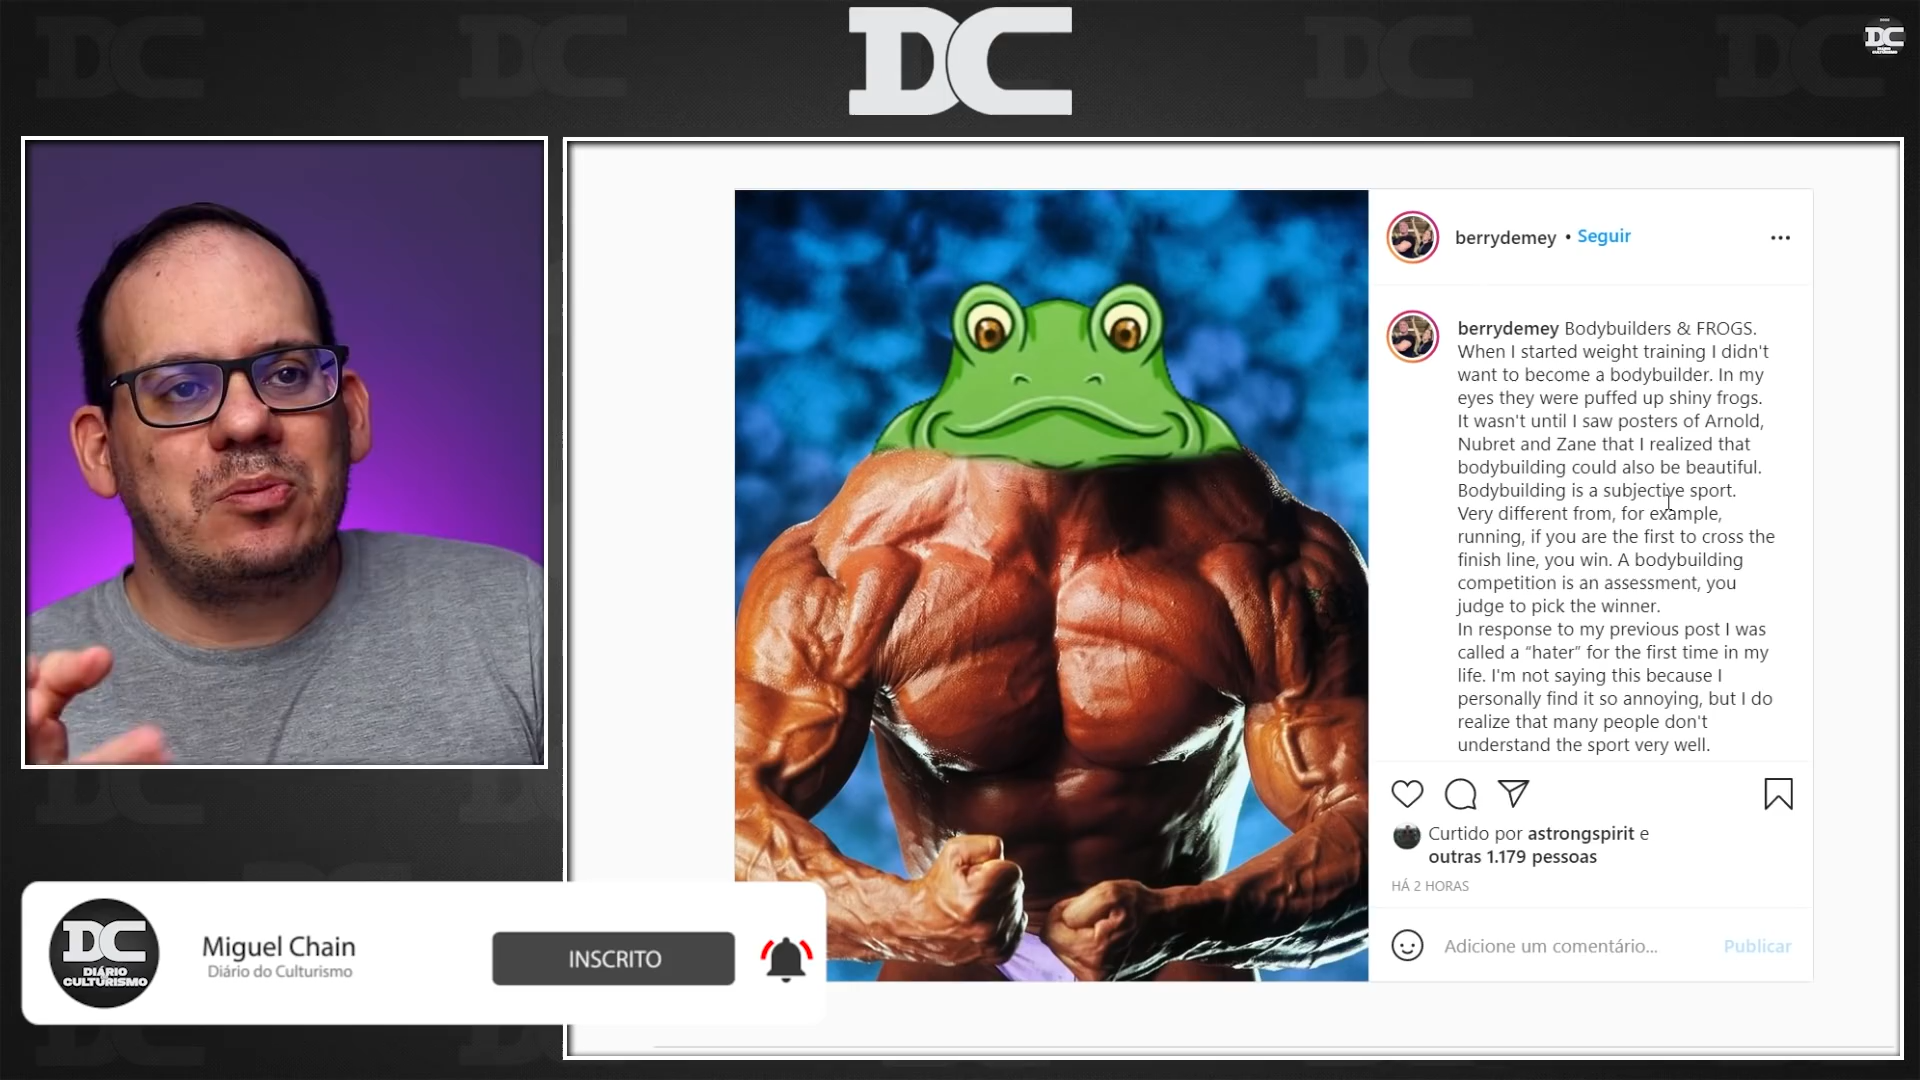 DC
DC
DIÁRIO
CULTURISMO
berrydemey • Seguir
berrydemey Bodybuilders & FROGS.
When I started weight training I didn't
want to become a bodybuilder. In my
eyes they were puffed up shiny frogs.
It wasn't until I saw posters of Arnold,
Nubret and Zane that I realized that
bodybuilding could also be beautiful.
Bodybuilding is a subjective sport.
Very different from, for example,
running, if you are the first to cross the
finish line, you win. A bodybuilding
competition is an assessment, you
judge to pick the winner.
In response to my previous post I was
called a “hater” for the first time in my
life. I'm not saying this because I
personally find it so annoying, but I do
realize that many people don't
understand the sport very well.
Curtido por astrongspirit e
outras 1.179 pessoas
HÁ 2 HORAS
Adicione um comentário... Publicar
DC
DIÁRIO
CULTURISMO
Miguel Chain
Diário do Culturismo
INSCRITO